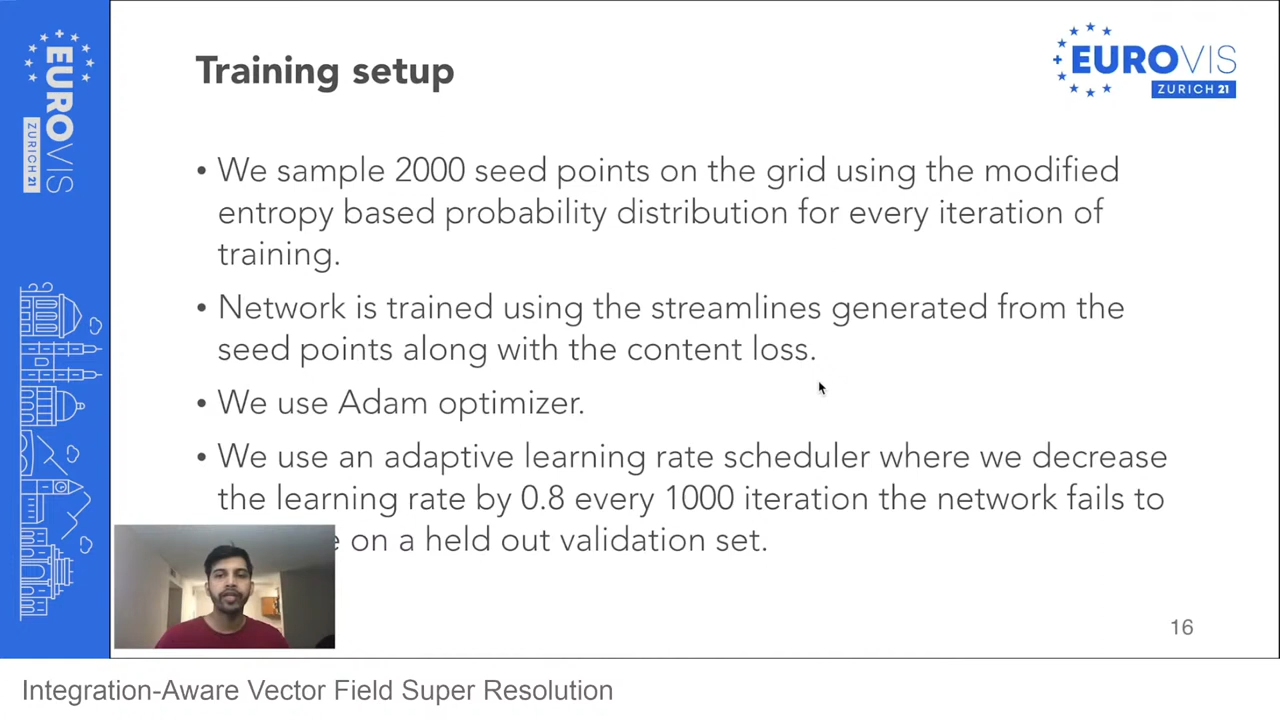 EUROVIS
ZURICH 21
Training setup
EUROVIS
ZURICH 21
• We sample 2000 seed points on the grid using the modified
entropy based probability distribution for every iteration of
training.
• Network is trained using the streamlines generated from the
seed points along with the content loss.
• We use Adam optimizer.
• We use an adaptive learning rate scheduler where we decrease
the learning rate by 0.8 every 1000 iteration the network fails to
on a held out validation set.
16
Integration-Aware Vector Field Super Resolution